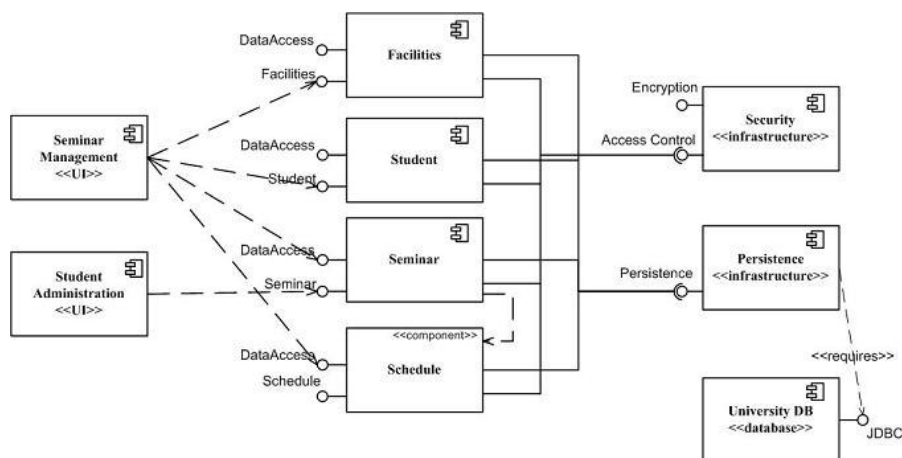 DataAccess
Facilities
Facilities
Encryption
Security
<<infrastructure>>
Access Control
Seminar
Management
<<UI>>
DataAccess
Student
Student
DataAccess
Seminar
Seminar
Student
Administration
<<UI>>
Persistence
Persistence
<<infrastructure>>
<<component>>
DataAccess
Schedule
Schedule
<<requires>>
University DB
<<database>>
JDBC